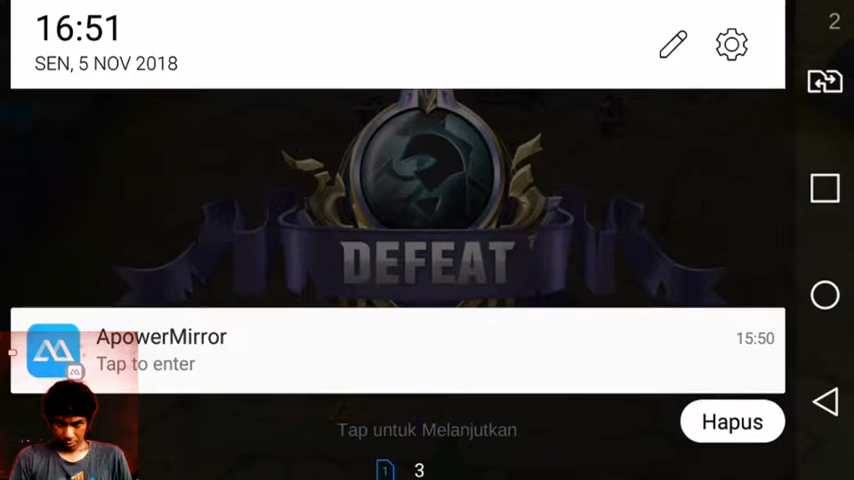 16:51
2
SEN, 5 NOV 2018
DEFEAT
ApowerMirror
15:50
Tap to enter
Hapus
Tap untuk Melanjutkan
1
3